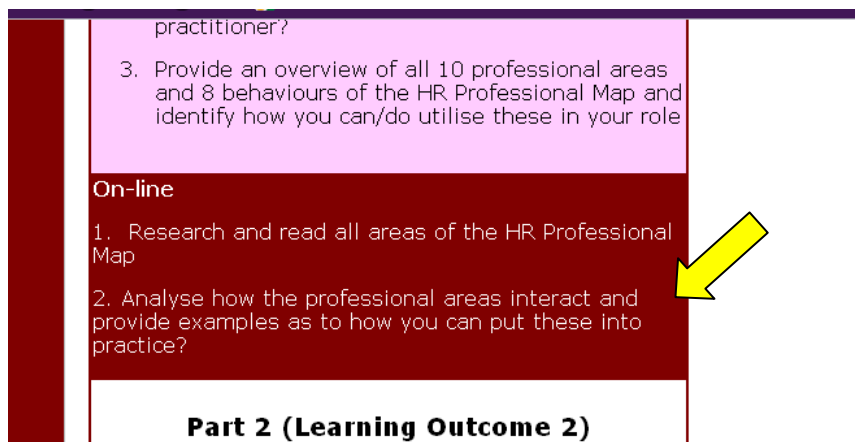 practitioner?
3. Provide an overview of all 10 professional areas
and 8 behaviours of the HR Professional Map and
identify how you can/do utilise these in your role
On-line
1. Research and read all areas of the HR Professional
Map
2. Analyse how the professional areas interact and
provide examples as to how you can put these into
practice?
Part 2 (Learning Outcome 2)